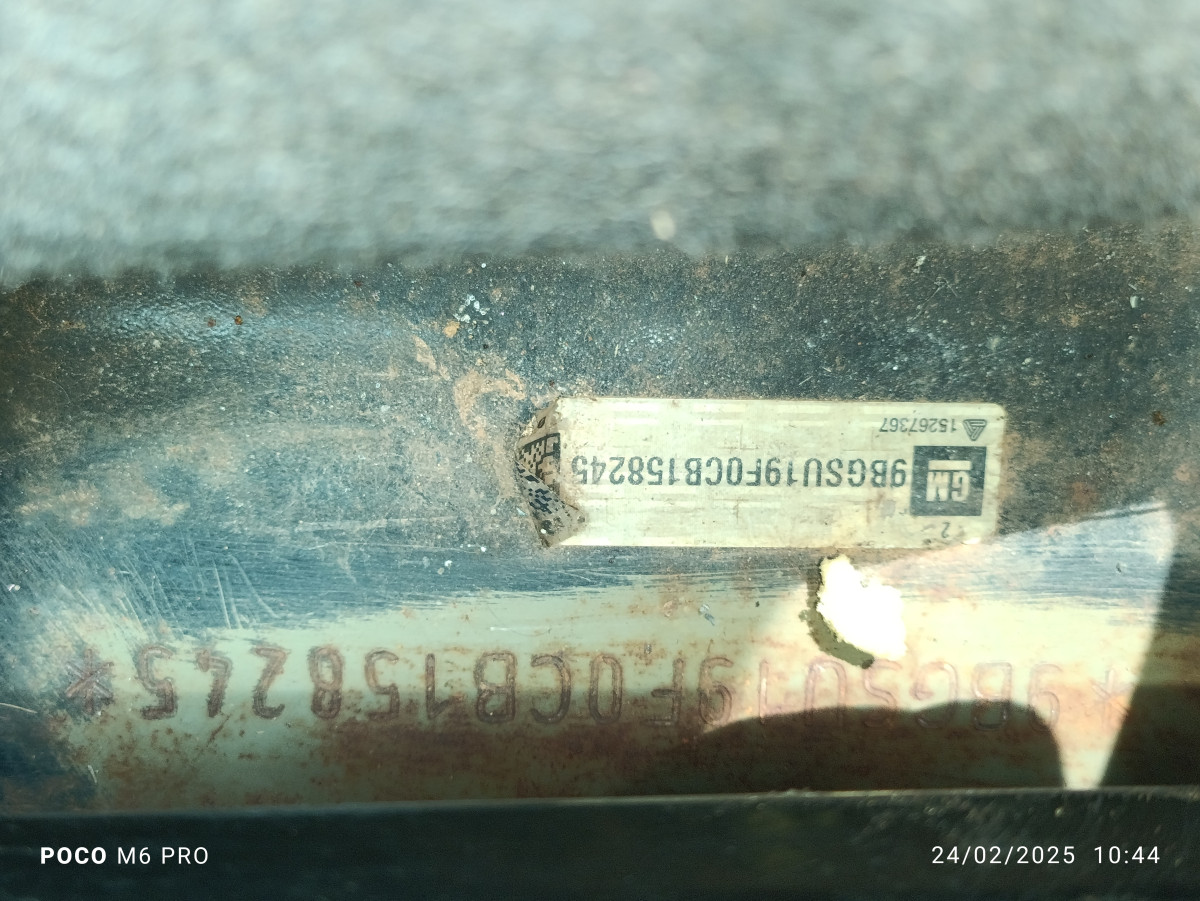 2
GM 9BGSU19F0CB158245
15267367
*9BGSU19F0CB158245*
POCO M6 PRO
24/02/2025 10:44